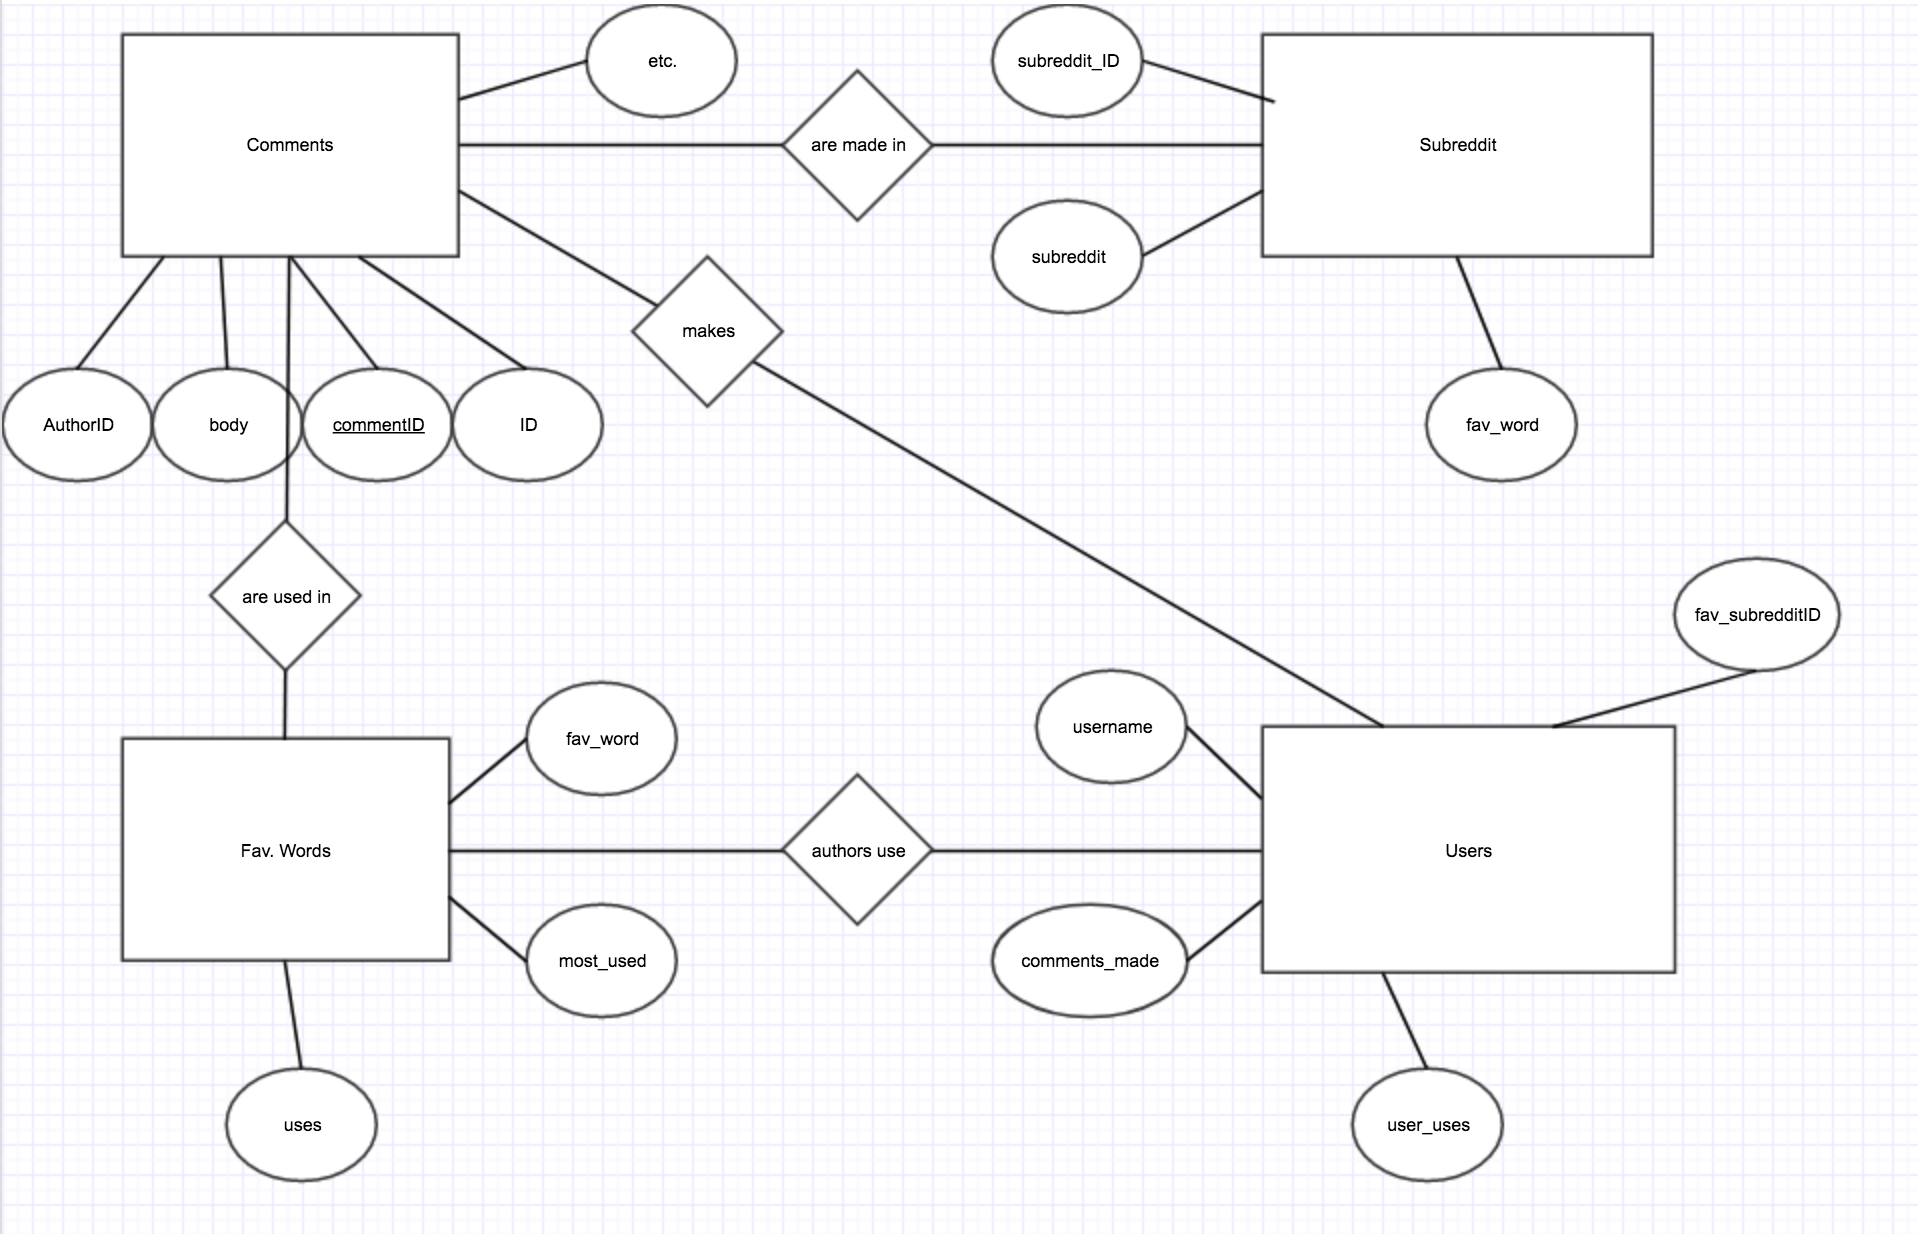 etc.
subreddit_ID
Comments
are made in
Subreddit
subreddit
makes
AuthorID
body
commentID
ID
fav_word
are used in
fav_subredditID
username
fav_word
Fav. Words
authors use
Users
most_used
comments_made
uses
user_uses